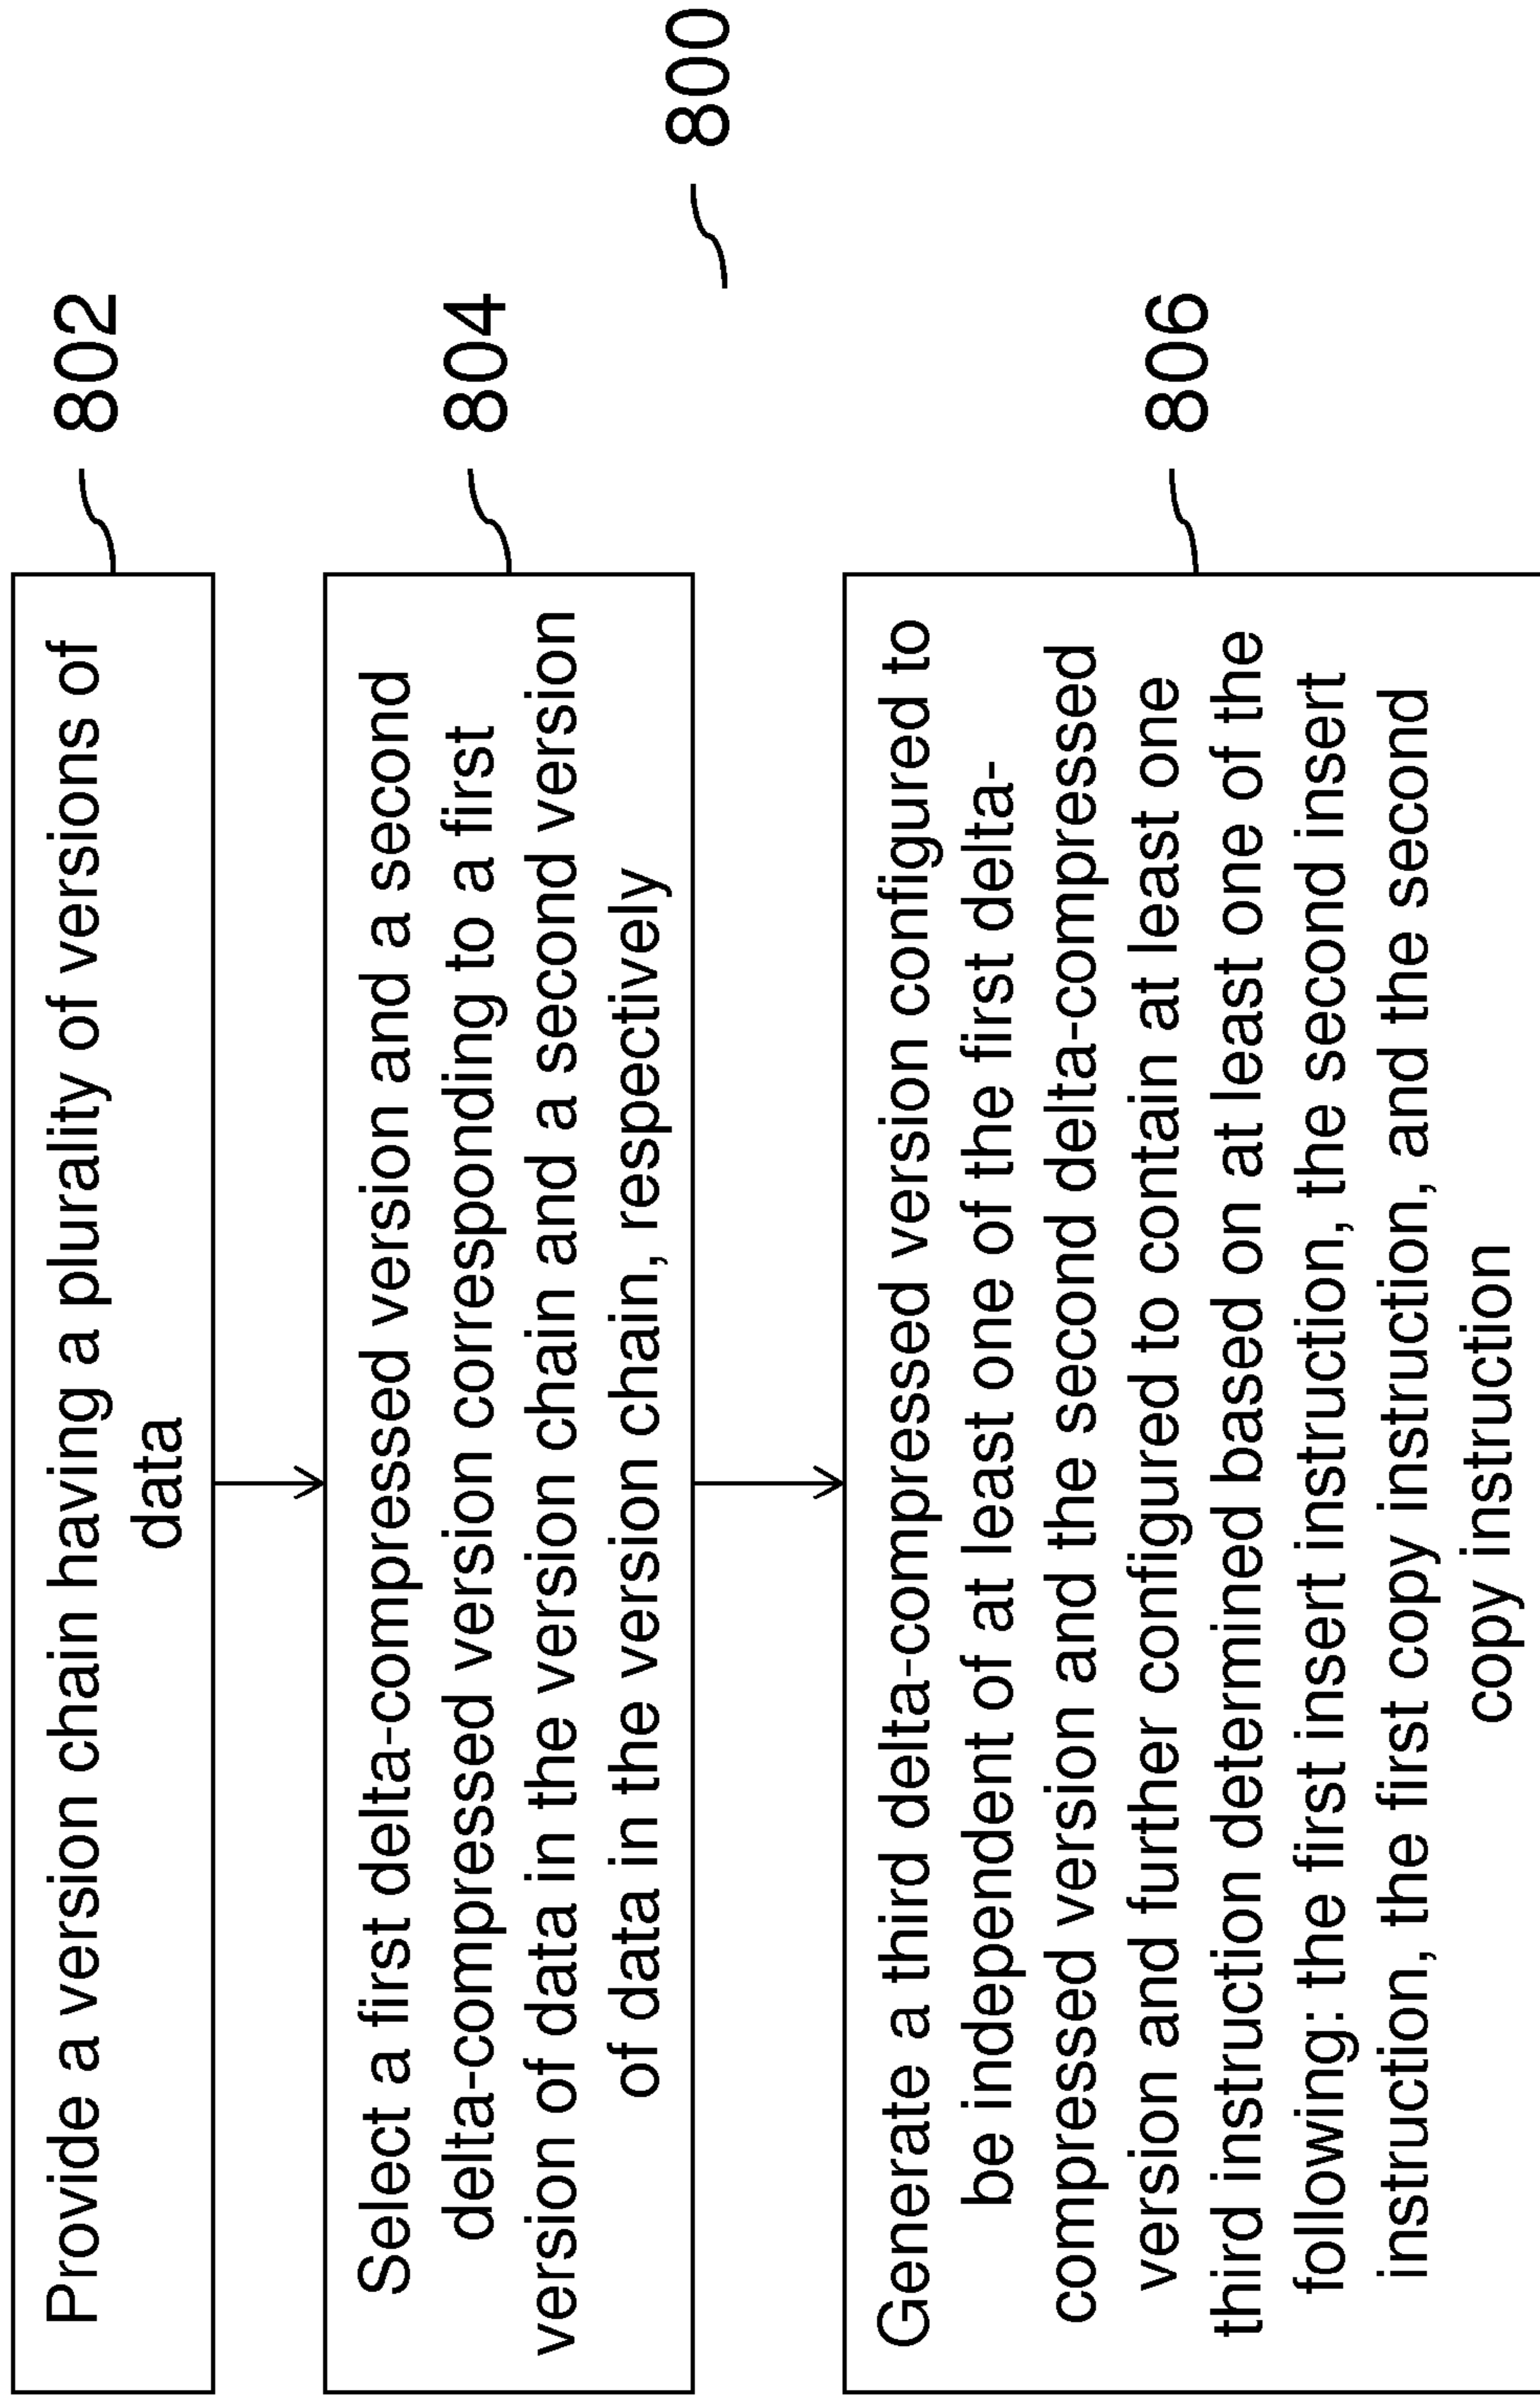 Provide a version chain having a plurality of versions of
data
802
Select a first delta-compressed version and a second
delta-compressed version corresponding to a first
version of data in the version chain and a second version
of data in the version chain, respectively
804
800
Generate a third delta-compressed version configured to
be independent of at least one of the first delta-
compressed version and the second delta-compressed
version and further configured to contain at least one
third instruction determined based on at least one of the
following: the first insert instruction, the second insert
instruction, the first copy instruction, and the second
copy instruction
806